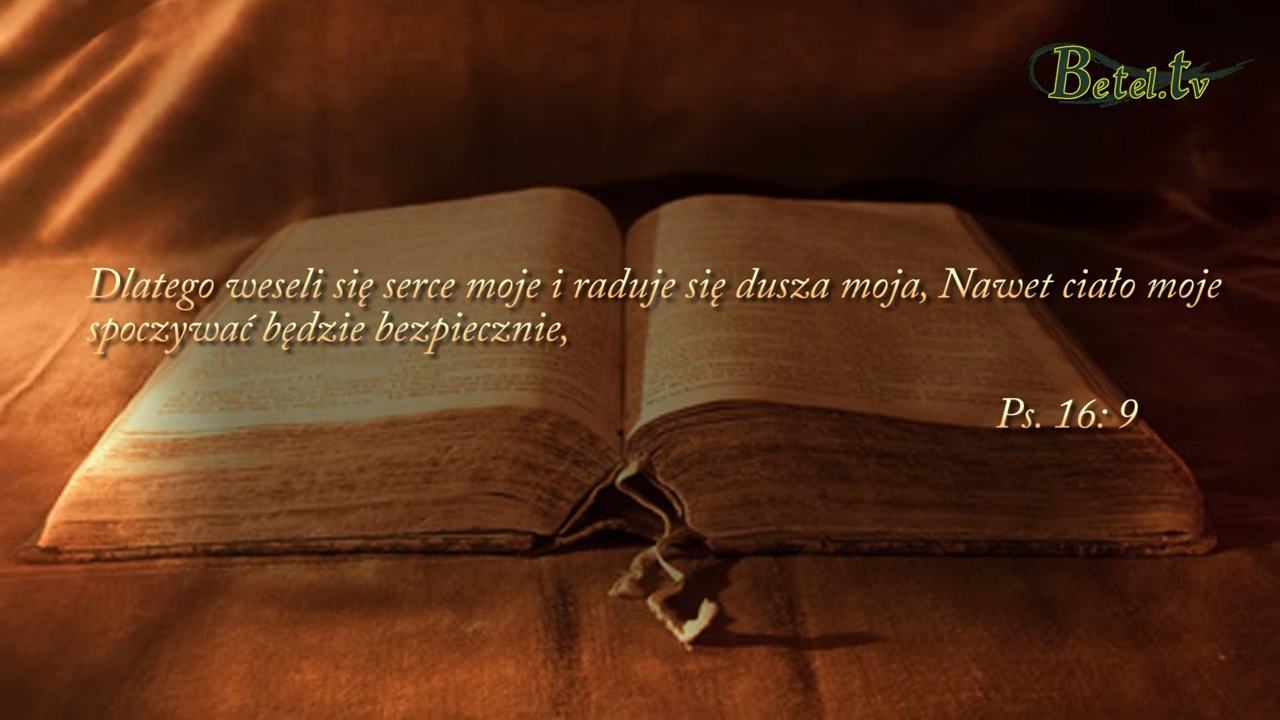 Betel.tv
Dlatego weseli się serce moje i raduje się dusza moja, Nawet ciało moje
spoczywać będzie bezpiecznie,
Ps. 16: 9